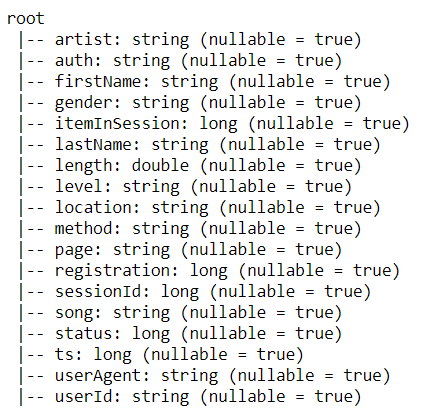 root
 |-- artist: string (nullable = true)
 |-- auth: string (nullable = true)
 |-- firstName: string (nullable = true)
 |-- gender: string (nullable = true)
 |-- itemInSession: long (nullable = true)
 |-- lastName: string (nullable = true)
 |-- length: double (nullable = true)
 |-- level: string (nullable = true)
 |-- location: string (nullable = true)
 |-- method: string (nullable = true)
 |-- page: string (nullable = true)
 |-- registration: long (nullable = true)
 |-- sessionId: long (nullable = true)
 |-- song: string (nullable = true)
 |-- status: long (nullable = true)
 |-- ts: long (nullable = true)
 |-- userAgent: string (nullable = true)
 |-- userId: string (nullable = true)